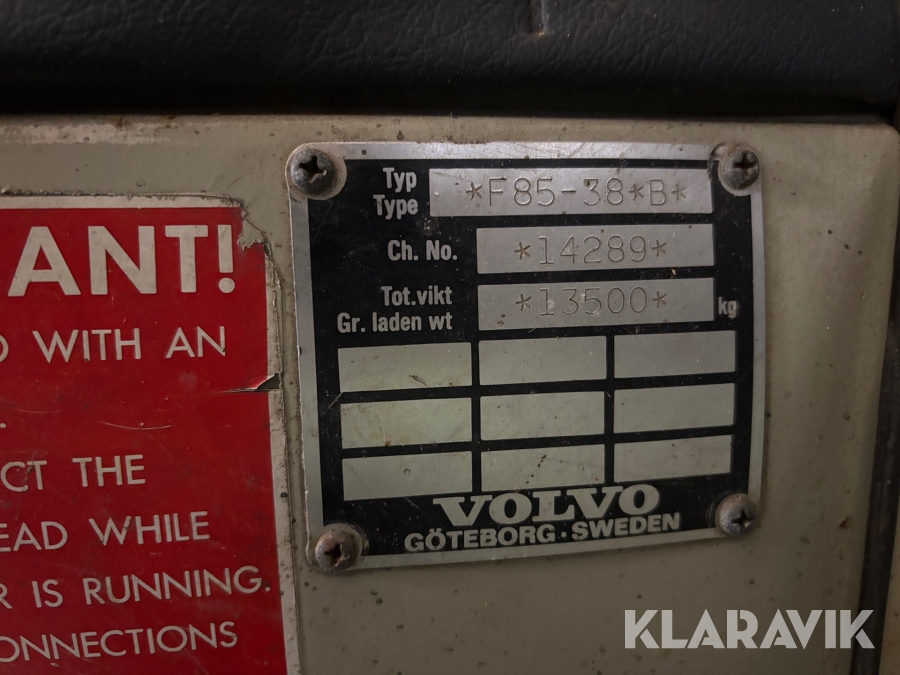 ANT!
WITH AN
CT THE
EAD WHILE
R IS RUNNING.
ONNECTIONS
Typ
Type
*F85-38*B*
Ch. No.
*14289*
Tot.vikt
Gr. laden wt
*13500*
kg
VOLVO
GÖTEBORG · SWEDEN
KLARAVIK